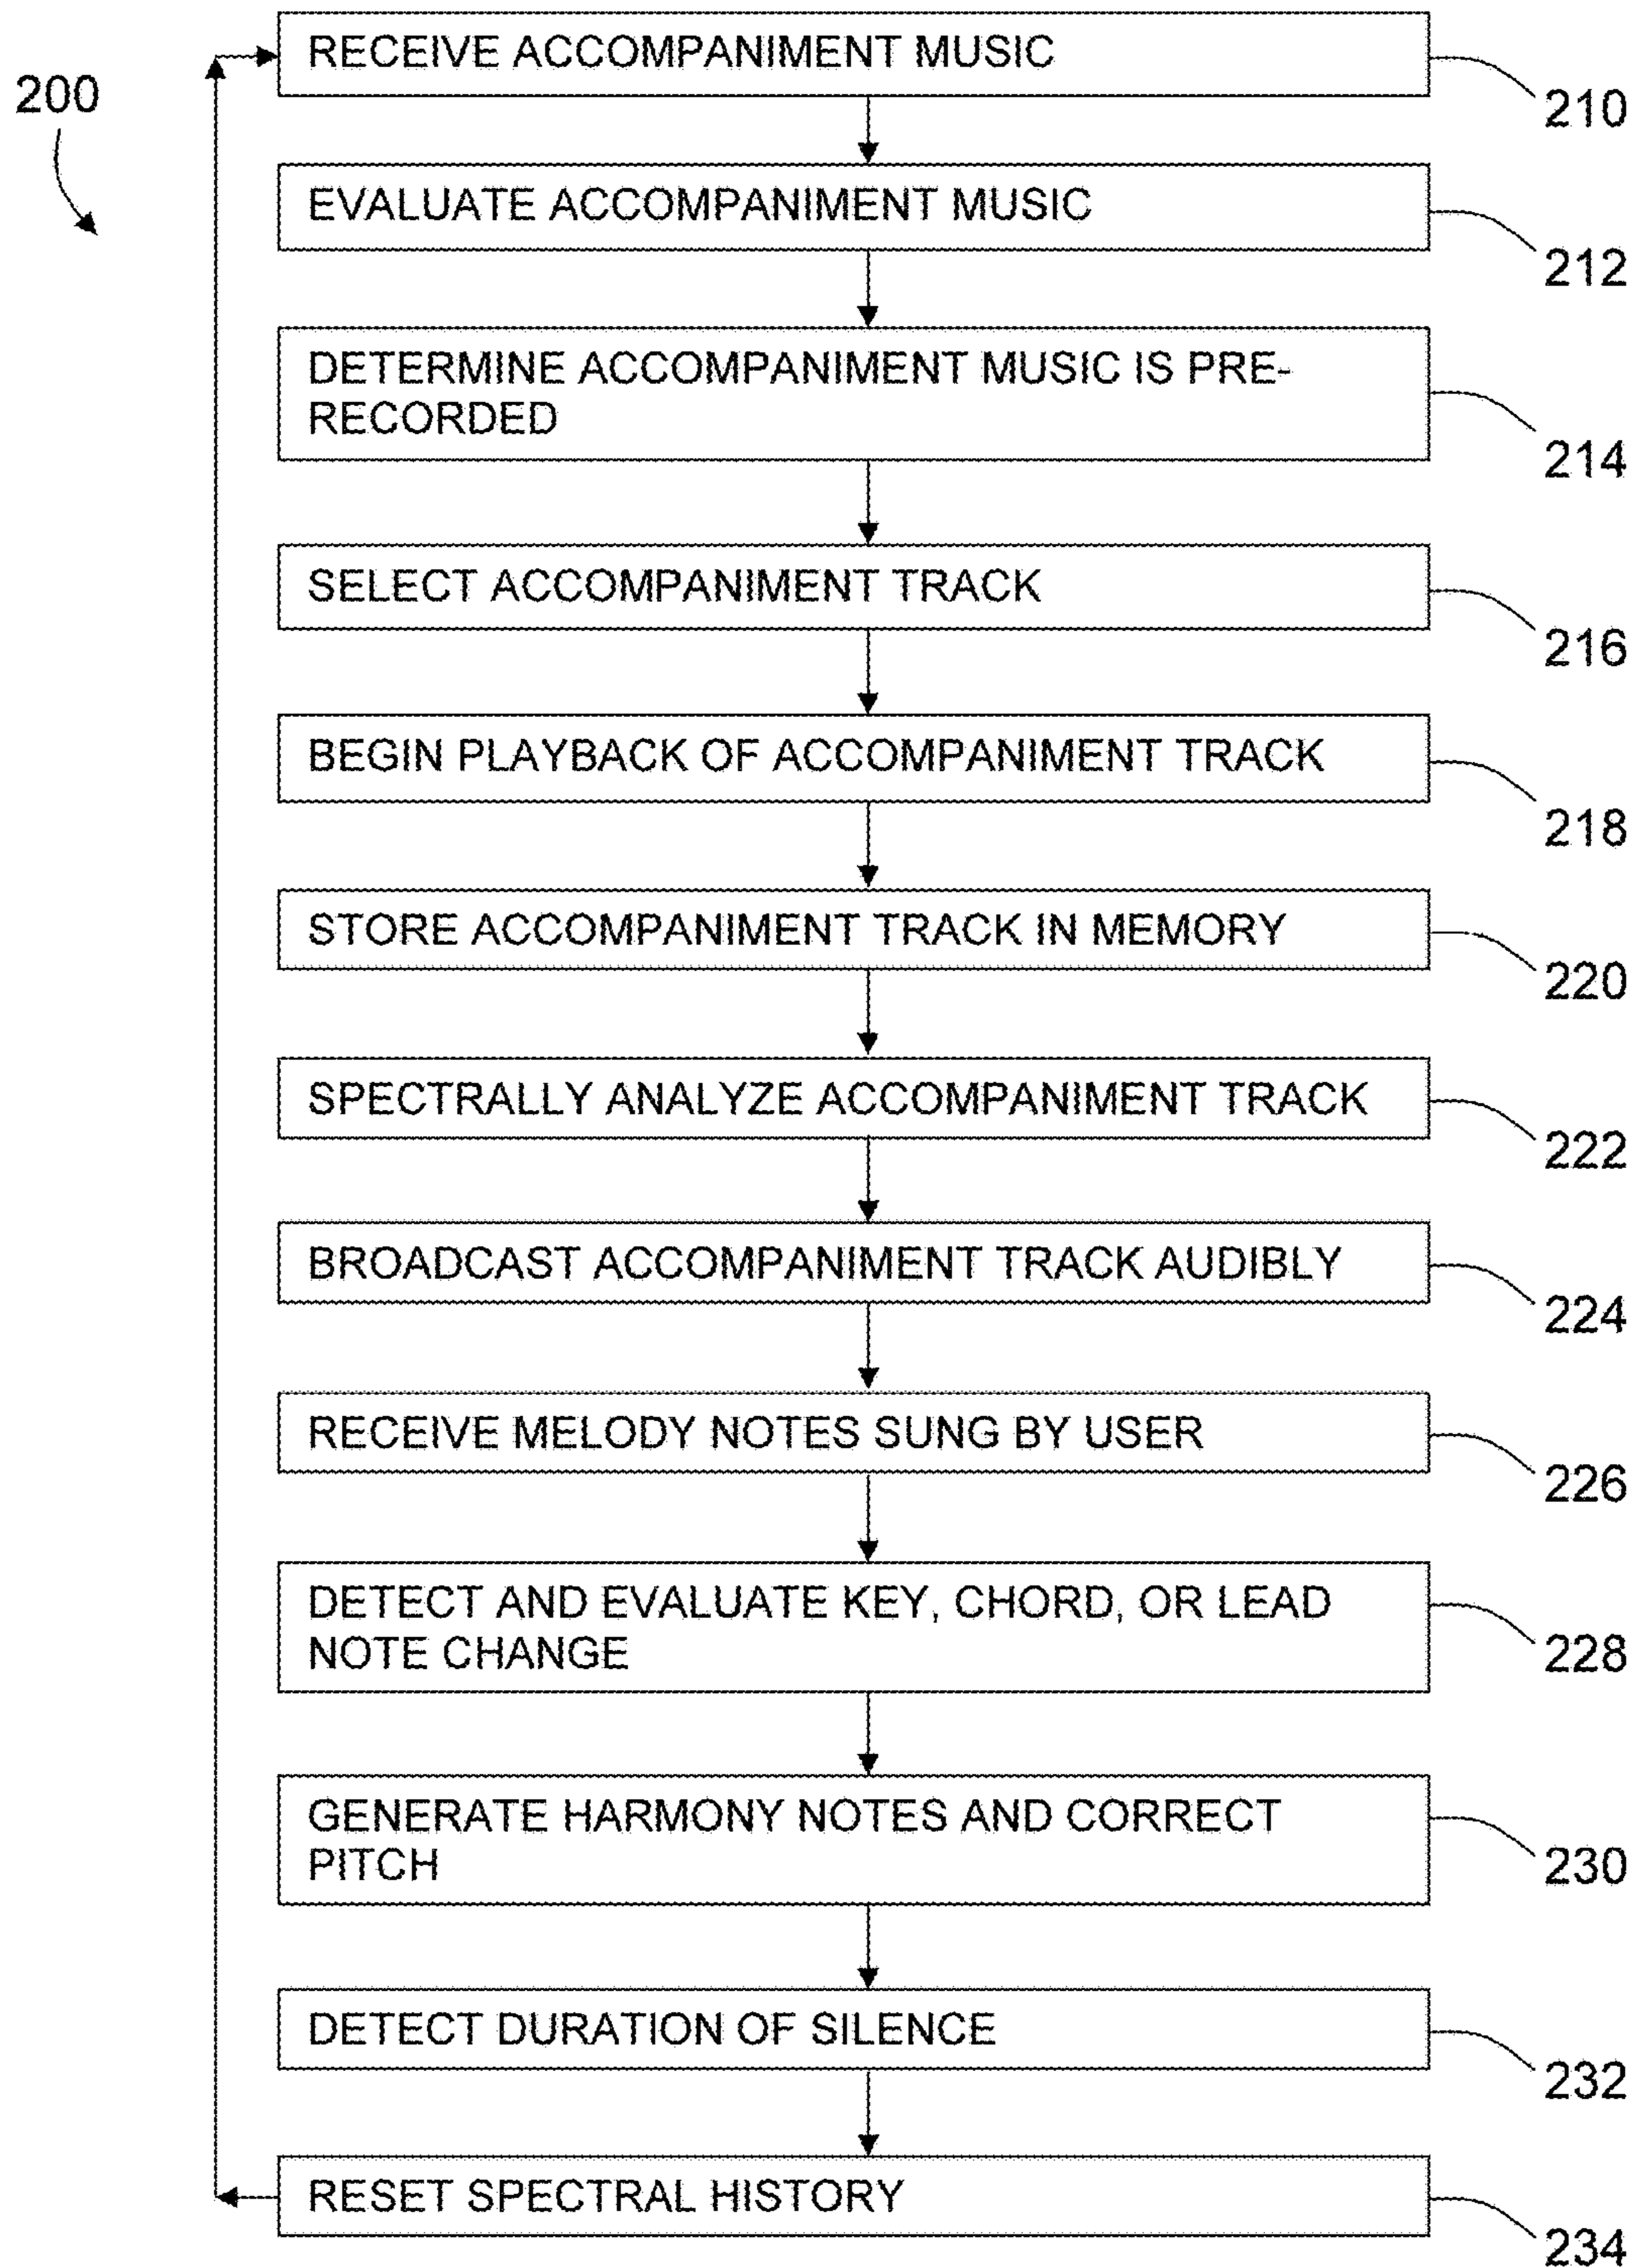 RECEIVE ACCOMPANIMENT MUSIC
200
210
EVALUATE ACCOMPANIMENT MUSIC
212
DETERMINE ACCOMPANIMENT MUSIC IS PRE-
RECORDED
214
SELECT ACCOMPANIMENT TRACK
216
BEGIN PLAYBACK OF ACCOMPANIMENT TRACK
218
STORE ACCOMPANIMENT TRACK IN MEMORY
220
SPECTRALLY ANALYZE ACCOMPANIMENT TRACK
222
BROADCAST ACCOMPANIMENT TRACK AUDIBLY
224
RECEIVE MELODY NOTES SUNG BY USER
226
DETECT AND EVALUATE KEY, CHORD, OR LEAD
NOTE CHANGE
228
GENERATE HARMONY NOTES AND CORRECT
PITCH
230
DETECT DURATION OF SILENCE
232
RESET SPECTRAL HISTORY
234